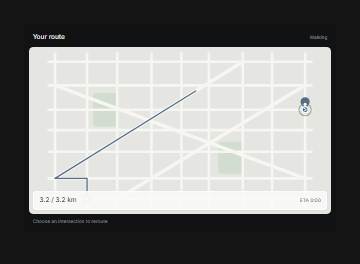 Your route
Walking
3.2 / 3.2 km
ETA 0:00
Choose an intersection to reroute